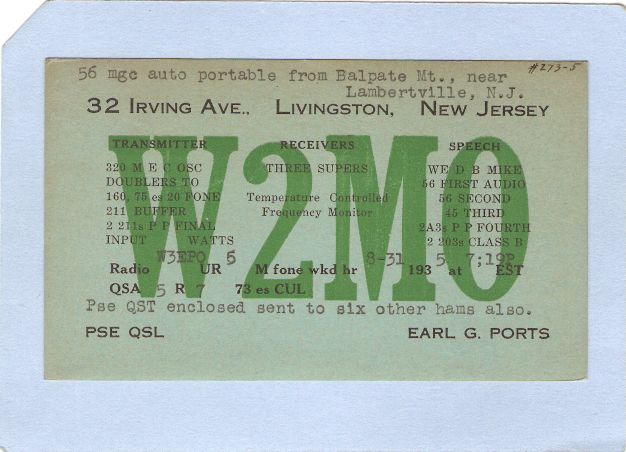 #273-5
56 mgc auto portable from Balpate Mt., near
Lambertville, N.J.
32 IRVING AVE., LIVINGSTON, NEW JERSEY
W2MO
TRANSMITTER
320 M E C OSC
DOUBLERS TO
160, 75 es 20 FONE
211 BUFFER
2 211s P P FINAL
INPUT WATTS
RECEIVERS
THREE SUPERS
Temperature Controlled
Frequency Monitor
SPEECH
WE D B MIKE
56 FIRST AUDIO
56 SECOND
45 THIRD
2A3s P P FOURTH
2 203s CLASS B
Radio W3EPO UR 5 M fone wkd hr 8-31 193 5 at 7;19P EST
QSA 5 R 7 73 es CUL
Pse QST enclosed sent to six other hams also.
PSE QSL EARL G. PORTS